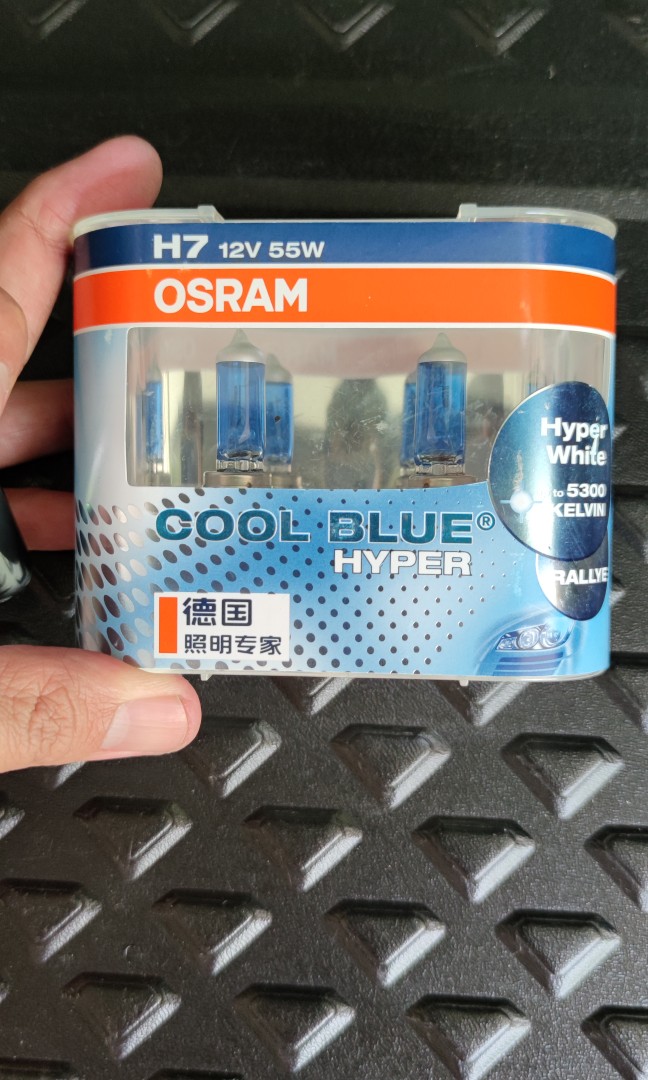 H7 12V 55W
OSRAM
Hyper
White
to 5300
KELVIN
COOL BLUE®
HYPER
RALLYE
德国
照明专家